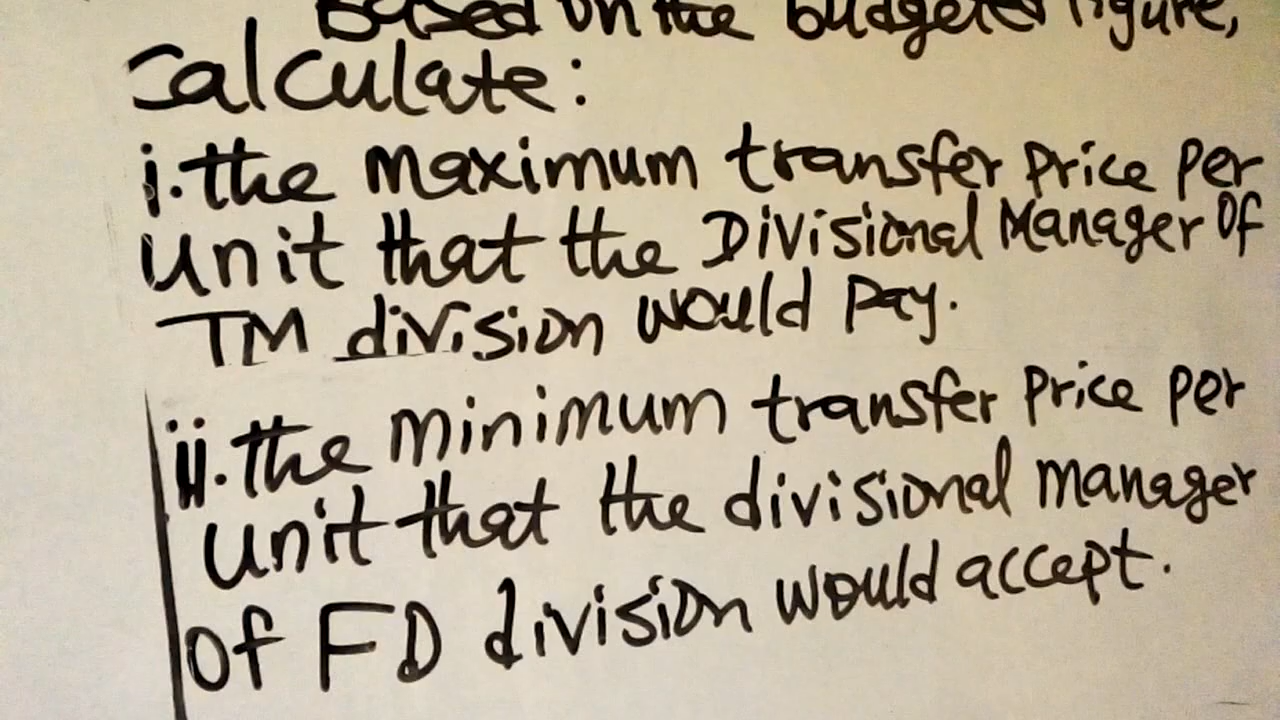 Based on the budgeted figure,
Calculate:
i. the maximum transfer price per
unit that the Divisional Manager Of
TM division would pay.
ii. the minimum transfer price per
unit that the divisional manager
of FD division would accept.